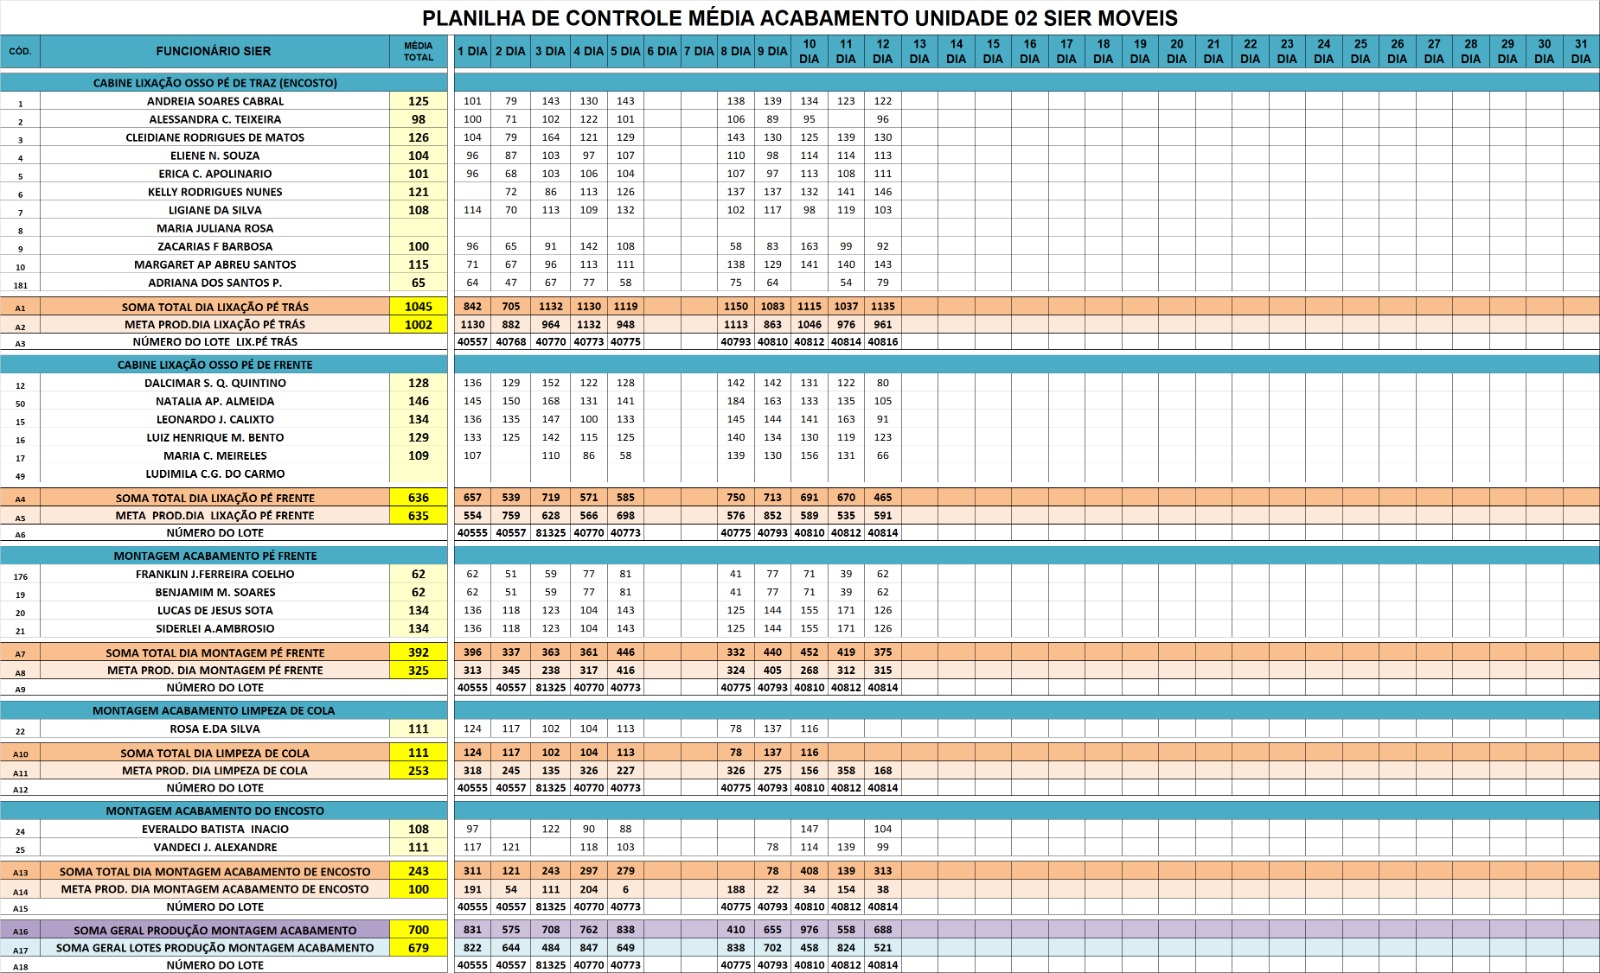 PLANILHA DE CONTROLE MÉDIA ACABAMENTO UNIDADE 02 SIER MOVEIS
CÓD. FUNCIONÁRIO SIER MÉDIA TOTAL 1 DIA 2 DIA 3 DIA 4 DIA 5 DIA 6 DIA 7 DIA 8 DIA 9 DIA 10 DIA 11 DIA 12 DIA 13 DIA 14 DIA 15 DIA 16 DIA 17 DIA 18 DIA 19 DIA 20 DIA 21 DIA 22 DIA 23 DIA 24 DIA 25 DIA 26 DIA 27 DIA 28 DIA 29 DIA 30 DIA 31 DIA
CABINE LIXAÇÃO OSSO PÉ DE TRAZ (ENCOSTO)
1 ANDREIA SOARES CABRAL 125 101 79 143 130 143 138 139 134 123 122
2 ALESSANDRA C. TEIXEIRA 98 100 71 102 122 101 106 89 95 96
3 CLEIDIANE RODRIGUES DE MATOS 126 104 79 164 121 129 143 130 125 139 130
4 ELIENE N. SOUZA 104 96 87 103 97 107 110 98 114 114 113
5 ERICA C. APOLINARIO 101 96 68 103 106 104 107 97 113 108 111
6 KELLY RODRIGUES NUNES 121 72 86 113 126 137 137 132 141 146
7 LIGIANE DA SILVA 108 114 70 113 109 132 102 117 98 119 103
8 MARIA JULIANA ROSA
9 ZACARIAS F BARBOSA 100 96 65 91 142 108 58 83 163 99 92
10 MARGARET AP ABREU SANTOS 115 71 67 96 113 111 138 129 141 140 143
181 ADRIANA DOS SANTOS P. 65 64 47 67 77 58 75 64 54 79
A1 SOMA TOTAL DIA LIXAÇÃO PÉ TRÁS 1045 842 705 1132 1130 1119 1150 1083 1115 1037 1135
A2 META PROD.DIA LIXAÇÃO PÉ TRÁS 1002 1130 882 964 1132 948 1113 863 1046 976 961
A3 NÚMERO DO LOTE LIX.PÉ TRÁS 40557 40768 40770 40773 40775 40793 40810 40812 40814 40816
CABINE LIXAÇÃO OSSO PÉ DE FRENTE
12 DALCIMAR S. Q. QUINTINO 128 136 129 152 122 128 142 142 131 122 80
50 NATALIA AP. ALMEIDA 146 145 150 168 131 141 184 163 133 135 105
15 LEONARDO J. CALIXTO 134 136 135 147 100 133 145 144 141 163 91
16 LUIZ HENRIQUE M. BENTO 129 133 125 142 115 125 140 134 130 119 123
17 MARIA C. MEIRELES 109 107 110 86 58 139 130 156 131 66
49 LUDIMILA C.G. DO CARMO
A4 SOMA TOTAL DIA LIXAÇÃO PÉ FRENTE 636 657 539 719 571 585 750 713 691 670 465
A5 META PROD.DIA LIXAÇÃO PÉ FRENTE 635 554 759 628 566 698 576 852 589 535 591
A6 NÚMERO DO LOTE 40555 40557 81325 40770 40773 40775 40793 40810 40812 40814
MONTAGEM ACABAMENTO PÉ FRENTE
176 FRANKLIN J.FERREIRA COELHO 62 62 51 59 77 81 41 77 71 39 62
19 BENJAMIM M. SOARES 62 62 51 59 77 81 41 77 71 39 62
20 LUCAS DE JESUS SOTA 134 136 118 123 104 143 125 144 155 171 126
21 SIDERLEI A.AMBROSIO 134 136 118 123 104 143 125 144 155 171 126
A7 SOMA TOTAL DIA MONTAGEM PÉ FRENTE 392 396 337 363 361 446 332 440 452 419 375
A8 META PROD. DIA MONTAGEM PÉ FRENTE 325 313 345 238 317 416 324 405 268 312 315
A9 NÚMERO DO LOTE 40555 40557 81325 40770 40773 40775 40793 40810 40812 40814
MONTAGEM ACABAMENTO LIMPEZA DE COLA
22 ROSA E.DA SILVA 111 124 117 102 104 113 78 137 116
A10 SOMA TOTAL DIA LIMPEZA DE COLA 111 124 117 102 104 113 78 137 116
A11 META PROD. DIA LIMPEZA DE COLA 253 318 245 135 326 227 326 275 156 358 168
A12 NÚMERO DO LOTE 40555 40557 81325 40770 40773 40775 40793 40810 40812 40814
MONTAGEM ACABAMENTO DO ENCOSTO
24 EVERALDO BATISTA INACIO 108 97 122 90 88 147 104
25 VANDECI J. ALEXANDRE 111 117 121 118 103 78 114 139 99
A13 SOMA TOTAL DIA MONTAGEM ACABAMENTO DE ENCOSTO 243 311 121 243 297 279 78 408 139 313
A14 META PROD. DIA MONTAGEM ACABAMENTO DE ENCOSTO 100 191 54 111 204 6 188 22 34 154 38
A15 NÚMERO DO LOTE 40555 40557 81325 40770 40773 40775 40793 40810 40812 40814
A16 SOMA GERAL PRODUÇÃO MONTAGEM ACABAMENTO 700 831 575 708 762 838 410 655 976 558 688
A17 SOMA GERAL LOTES PRODUÇÃO MONTAGEM ACABAMENTO 679 822 644 484 847 649 838 702 458 824 521
A18 NÚMERO DO LOTE 40555 40557 81325 40770 40773 40775 40793 40810 40812 40814